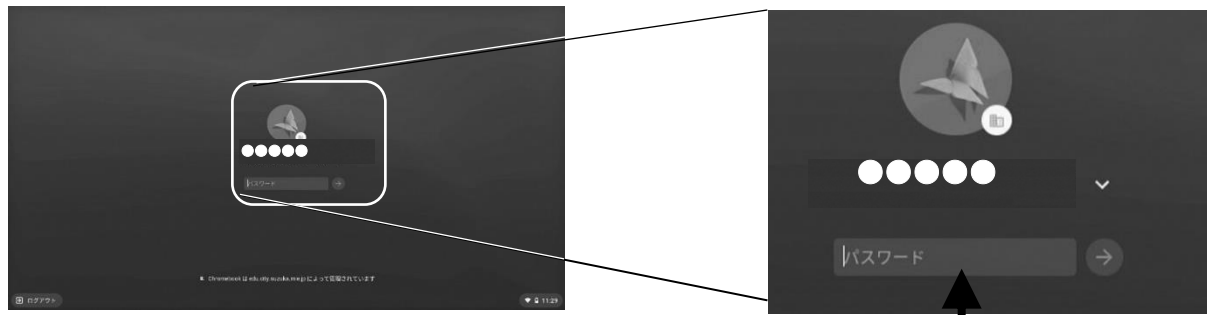 ●●●●●
パスワード
Chromebook は edu.city.suzuka.mie.jp によって管理されています
ログアウト
11:29
●●●●●
パスワード